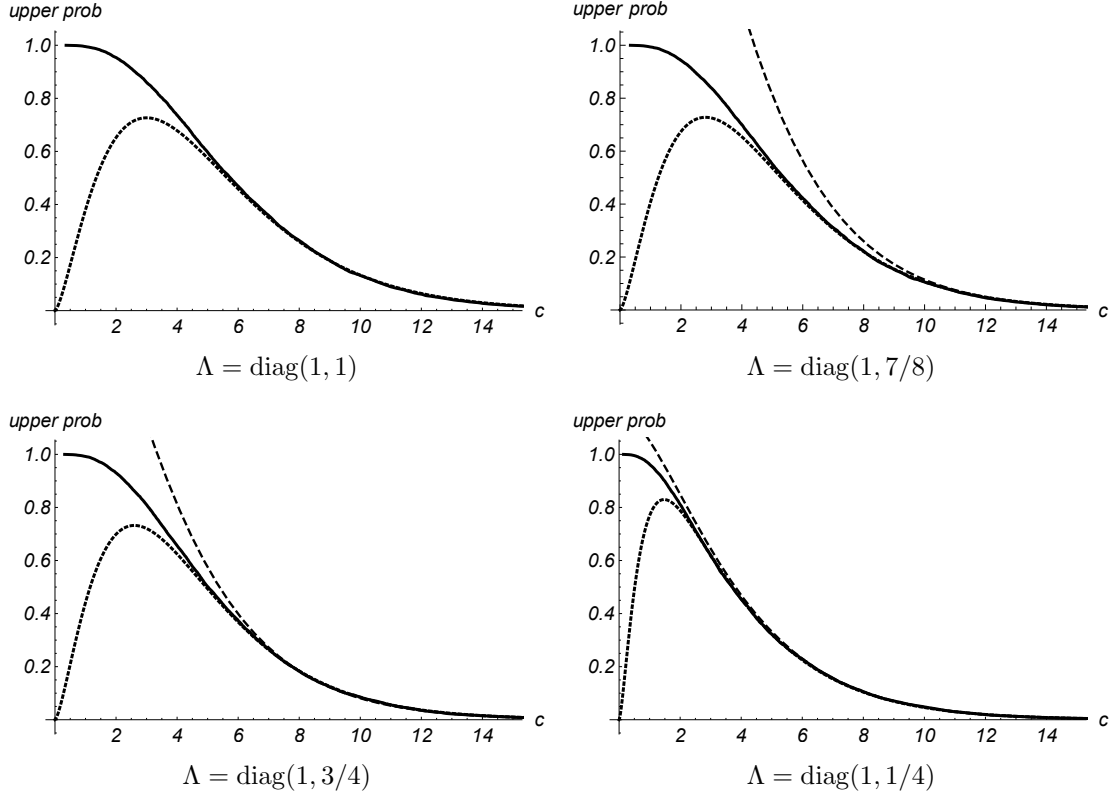 upper prob
upper prob
1.0
0.8
0.6
0.4
0.2
2 4 6 8 10 12 14
c
1.0
0.8
0.6
0.4
0.2
2 4 6 8 10 12 14
c
Λ = diag(1, 1)
Λ = diag(1, 7/8)
upper prob
upper prob
1.0
0.8
0.6
0.4
0.2
2 4 6 8 10 12 14
c
1.0
0.8
0.6
0.4
0.2
2 4 6 8 10 12 14
c
Λ = diag(1, 3/4)
Λ = diag(1, 1/4)